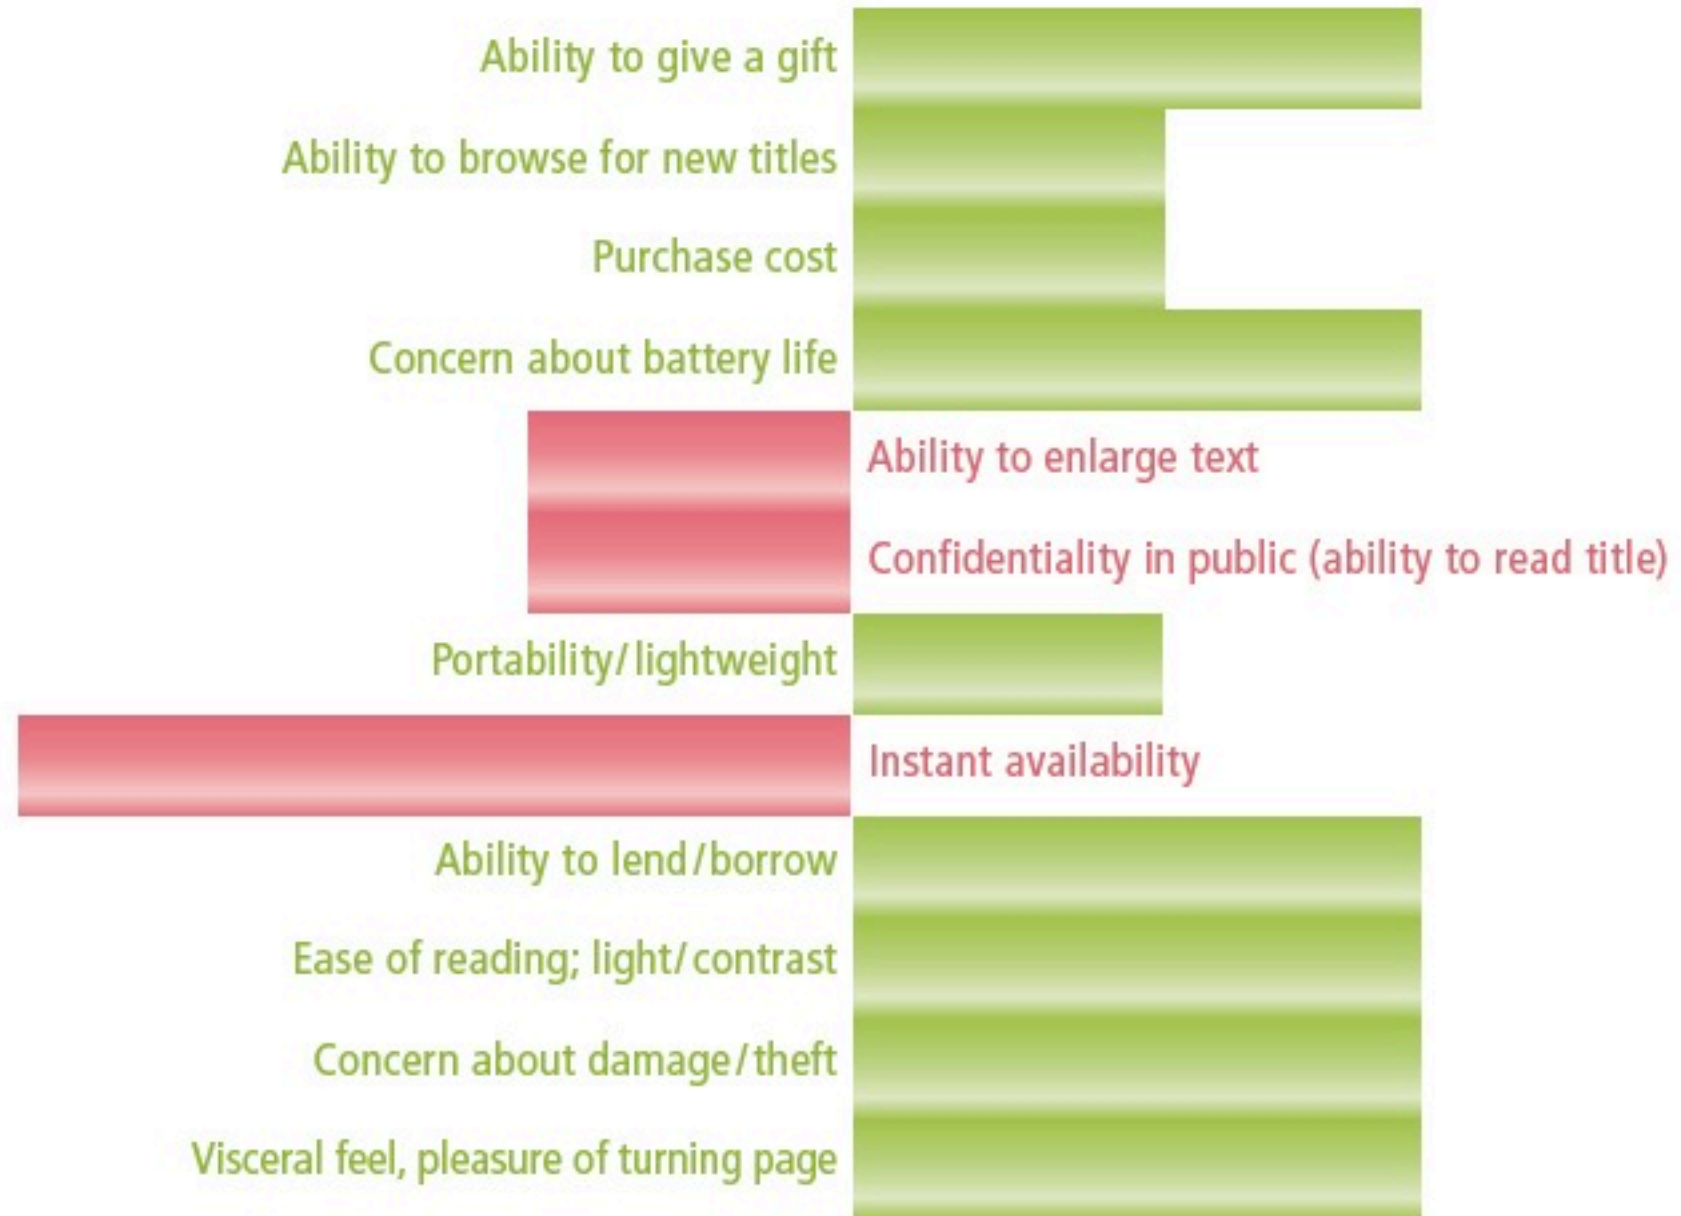 Ability to give a gift
Ability to browse for new titles
Purchase cost
Concern about battery life
Ability to enlarge text
Confidentiality in public (ability to read title)
Portability/lightweight
Instant availability
Ability to lend/borrow
Ease of reading; light/contrast
Concern about damage/theft
Visceral feel, pleasure of turning page